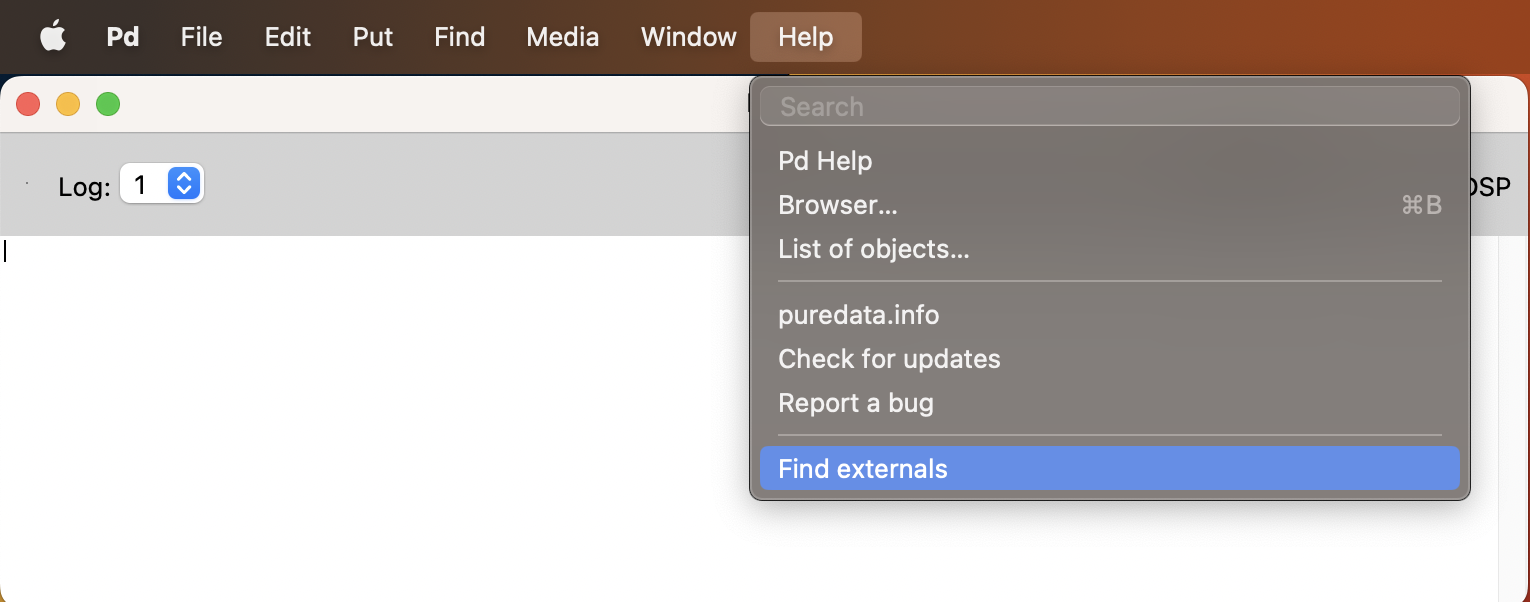 Pd File Edit Put Find Media Window Help
Search
Log: 1
Pd Help
Browser... ⌘B
List of objects...
puredata.info
Check for updates
Report a bug
Find externals